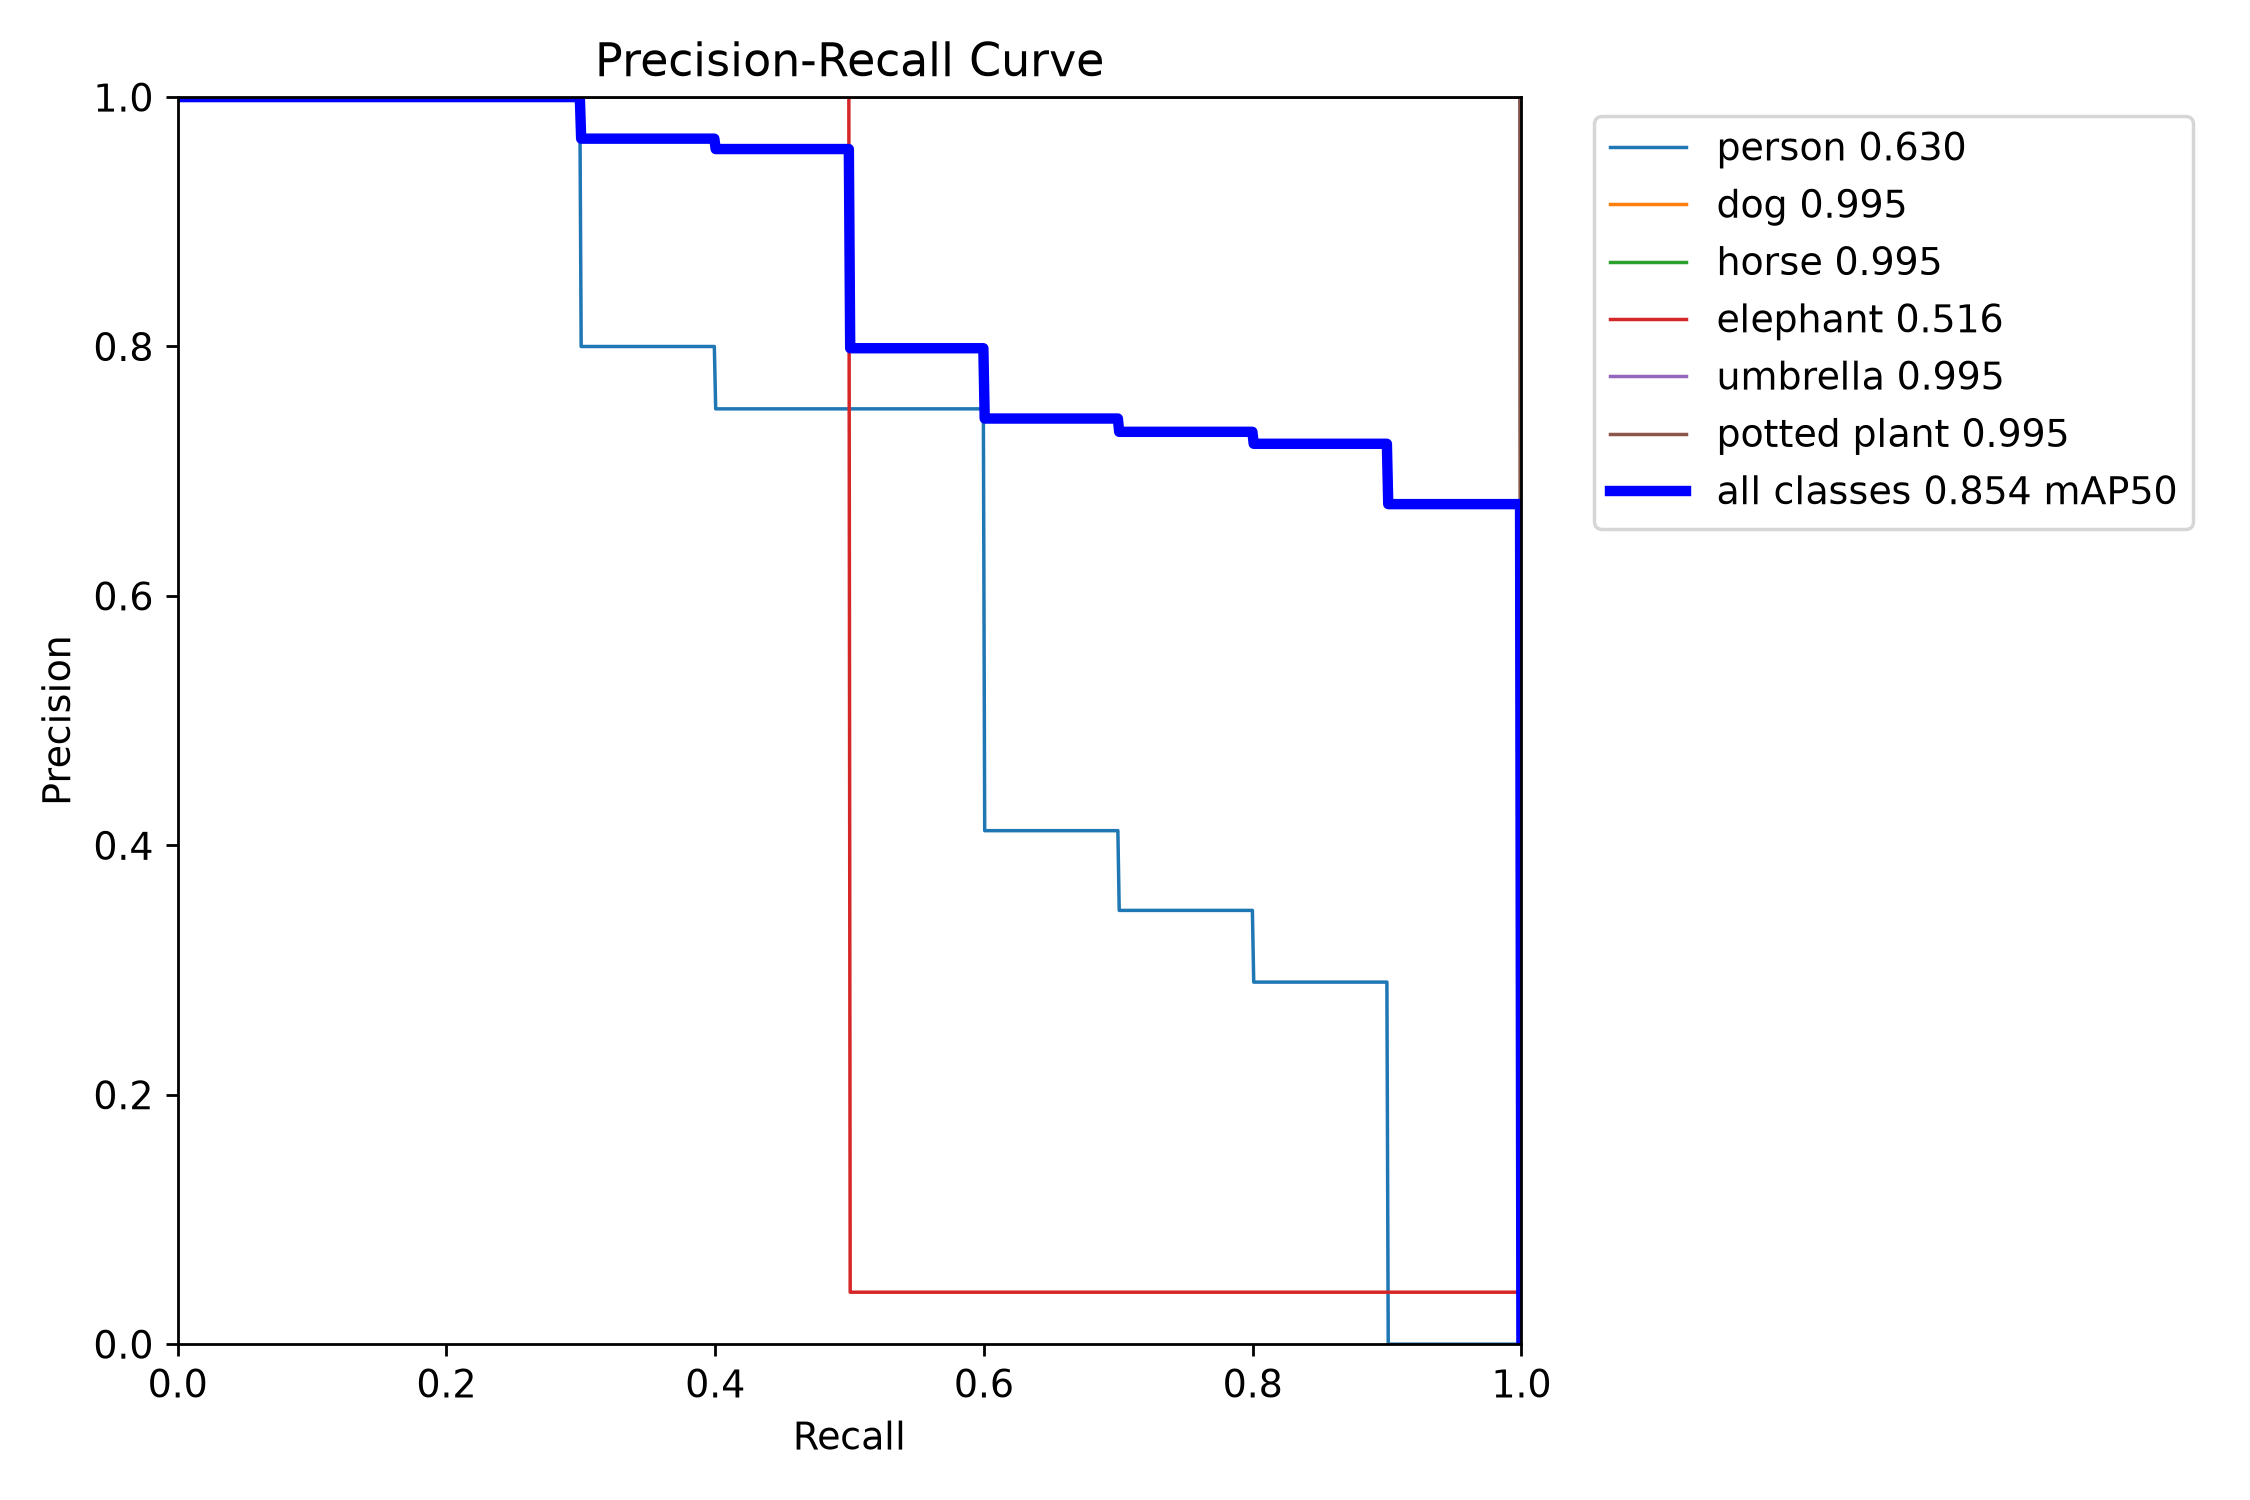 Precision-Recall Curve
1.0
0.8
0.6
0.4
0.2
0.0
Precision
0.0 0.2 0.4 0.6 0.8 1.0
Recall
person 0.630
dog 0.995
horse 0.995
elephant 0.516
umbrella 0.995
potted plant 0.995
all classes 0.854 mAP50